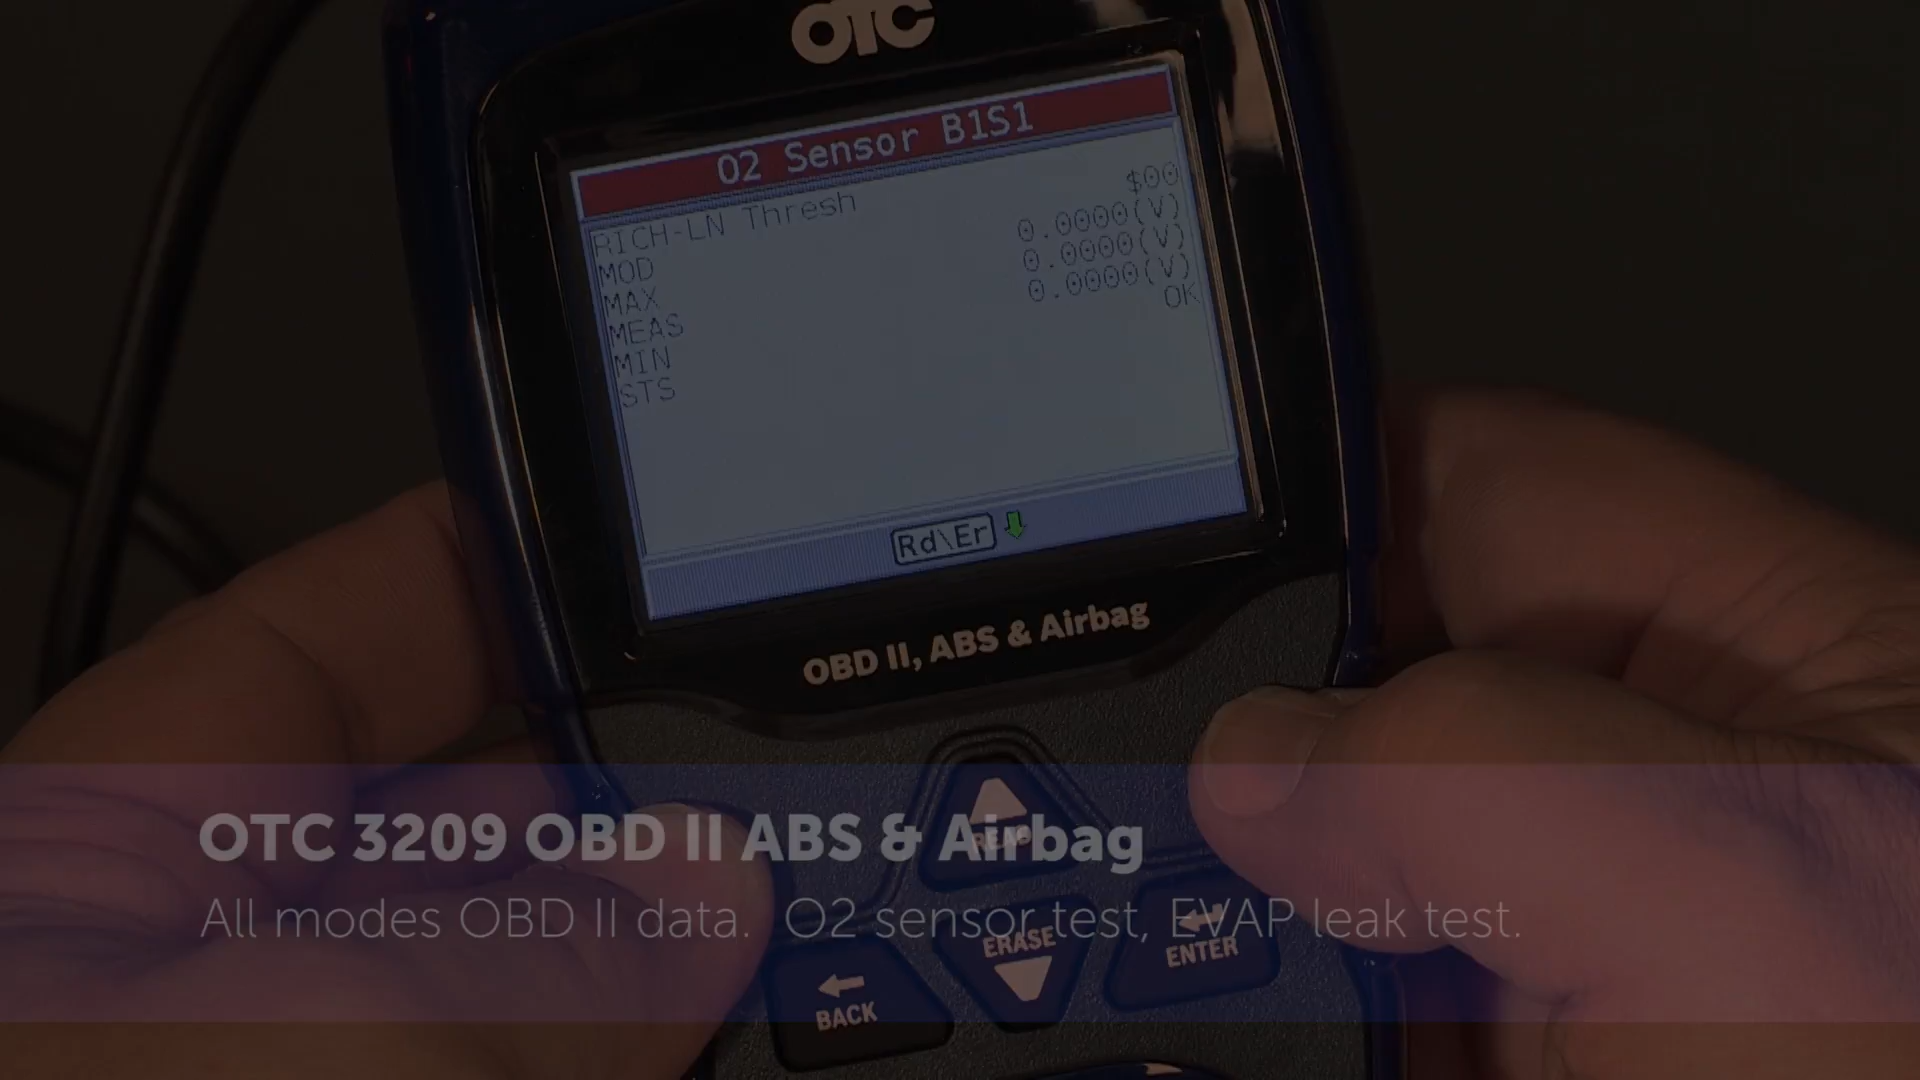 OTC
O2 Sensor B1S1
RICH-LN Thresh
MOD $00
MAX 0.0000(V)
MEAS 0.0000(V)
MIN 0.0000(V)
STS OK
Rd\Er
OBD II, ABS & Airbag
READ
OTC 3209 OBD II ABS & Airbag
All modes OBD II data. O2 sensor test, EVAP leak test.
ERASE
ENTER
BACK